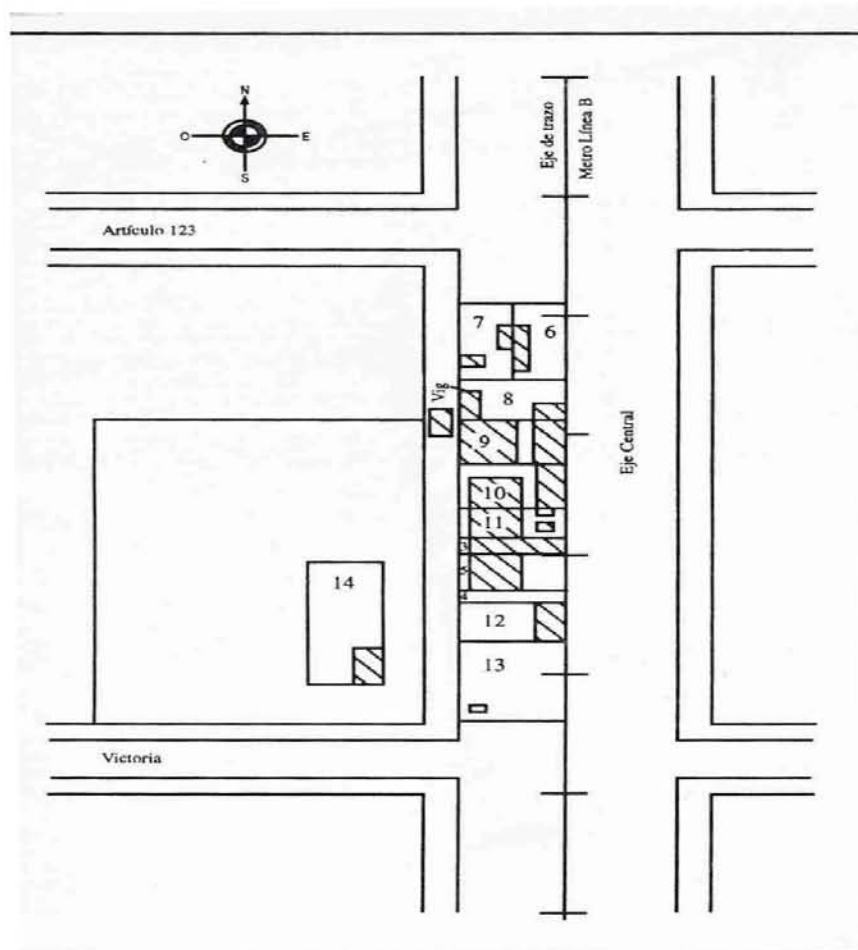 N
O E
S
Eje de trazo
Metro Línea B
Artículo 123
7
6
Vig
8
9
Eje Central
10
11
3
5
4
14
12
13
Victoria